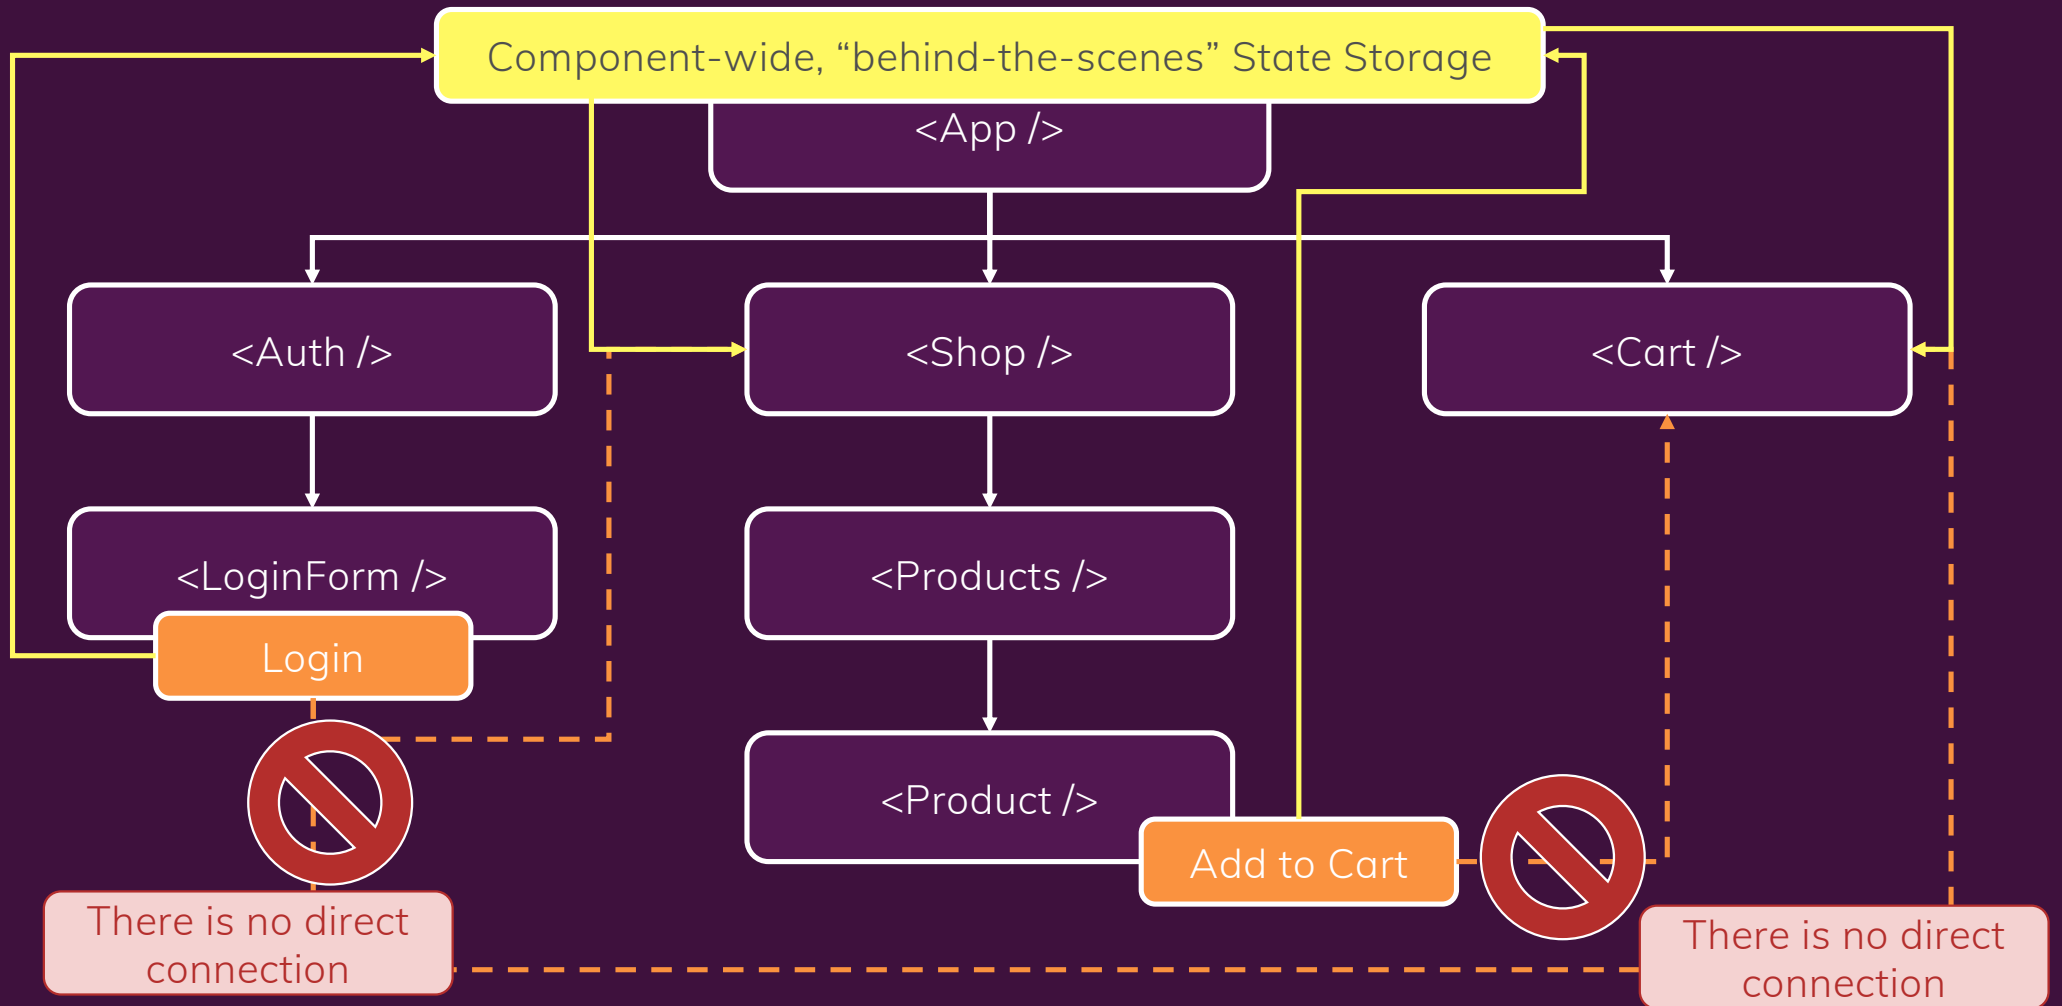 Component-wide, “behind-the-scenes” State Storage
<App />
<Auth />
<Shop />
<Cart />
<LoginForm />
<Products />
Login
<Product />
Add to Cart
There is no direct
connection
There is no direct
connection